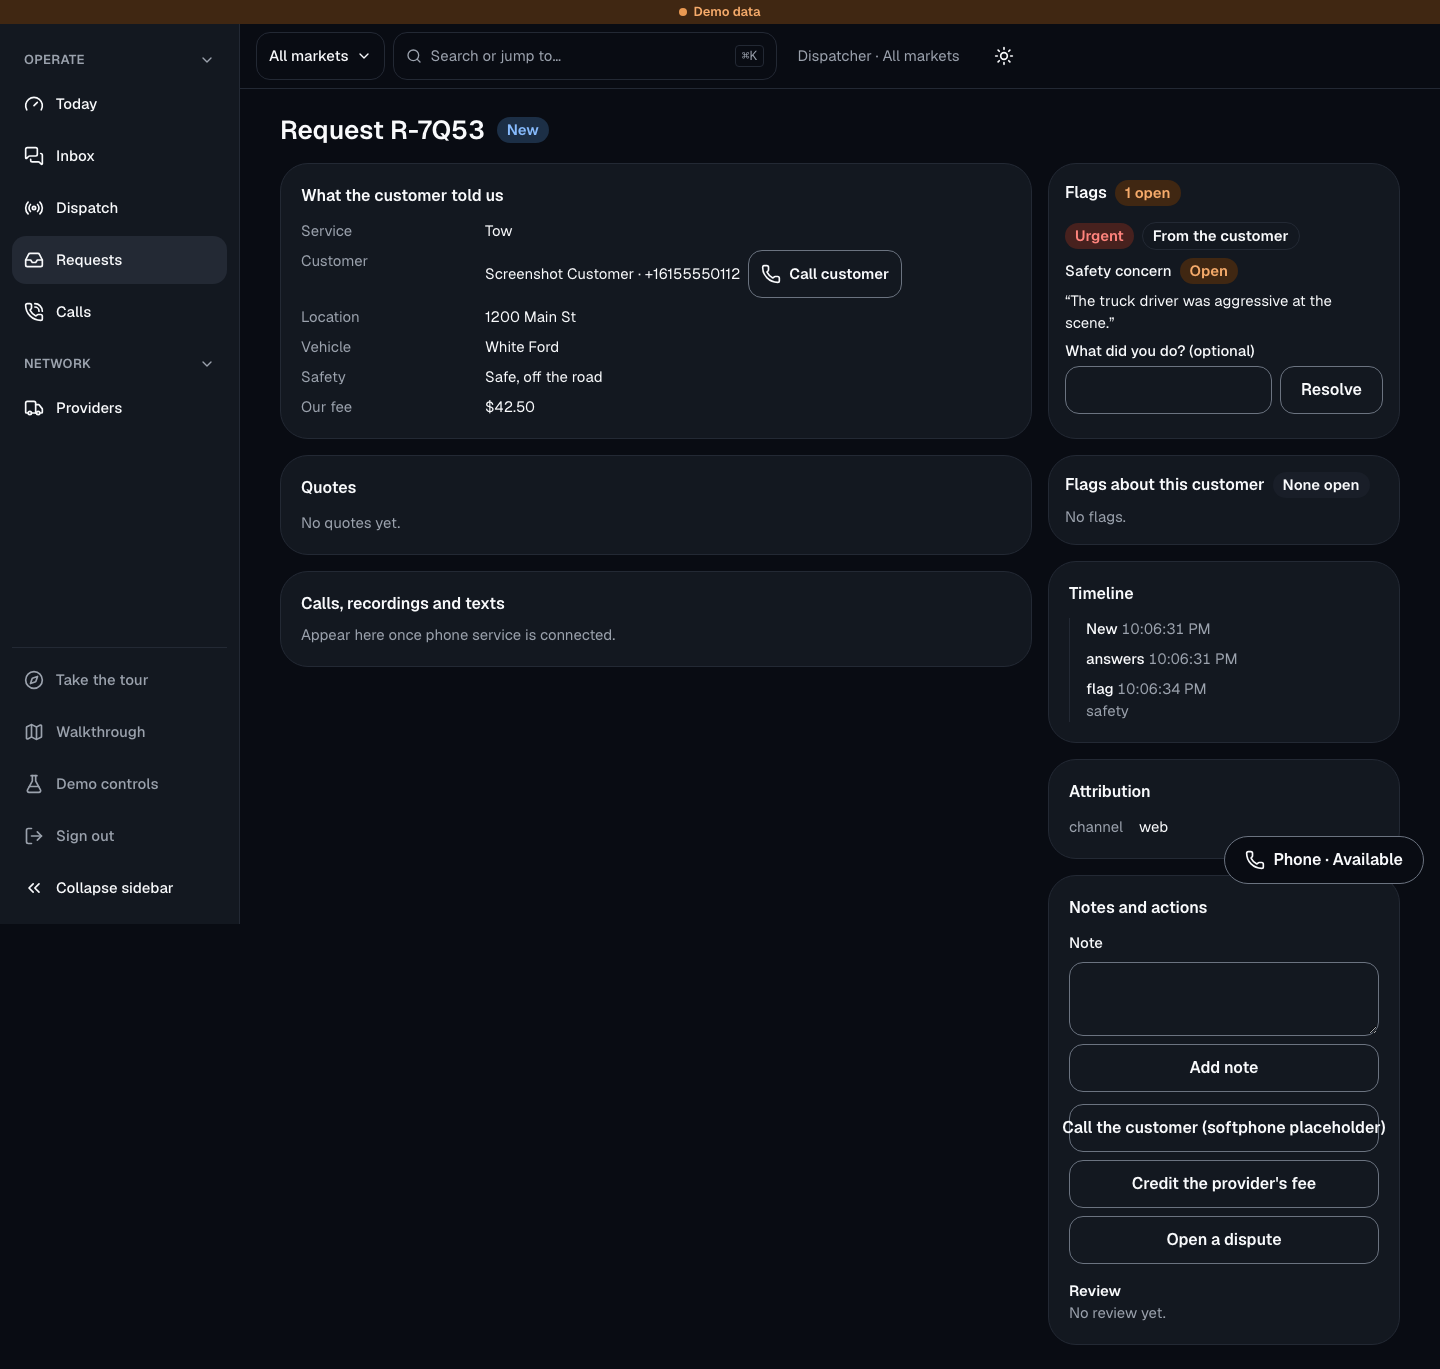 Demo data
OPERATE
Today
Inbox
Dispatch
Requests
Calls
NETWORK
Providers
Take the tour
Walkthrough
Demo controls
Sign out
Collapse sidebar
All markets
Search or jump to...
⌘K
Dispatcher · All markets
Request R-7Q53 New
What the customer told us
Service Tow
Customer Screenshot Customer · +16155550112 Call customer
Location 1200 Main St
Vehicle White Ford
Safety Safe, off the road
Our fee $42.50
Quotes
No quotes yet.
Calls, recordings and texts
Appear here once phone service is connected.
Flags 1 open
Urgent From the customer
Safety concern Open
“The truck driver was aggressive at the
scene.”
What did you do? (optional)
Resolve
Flags about this customer None open
No flags.
Timeline
New 10:06:31 PM
answers 10:06:31 PM
flag 10:06:34 PM
safety
Attribution
channel web
Phone · Available
Notes and actions
Note
Add note
Call the customer (softphone placeholder)
Credit the provider's fee
Open a dispute
Review
No review yet.